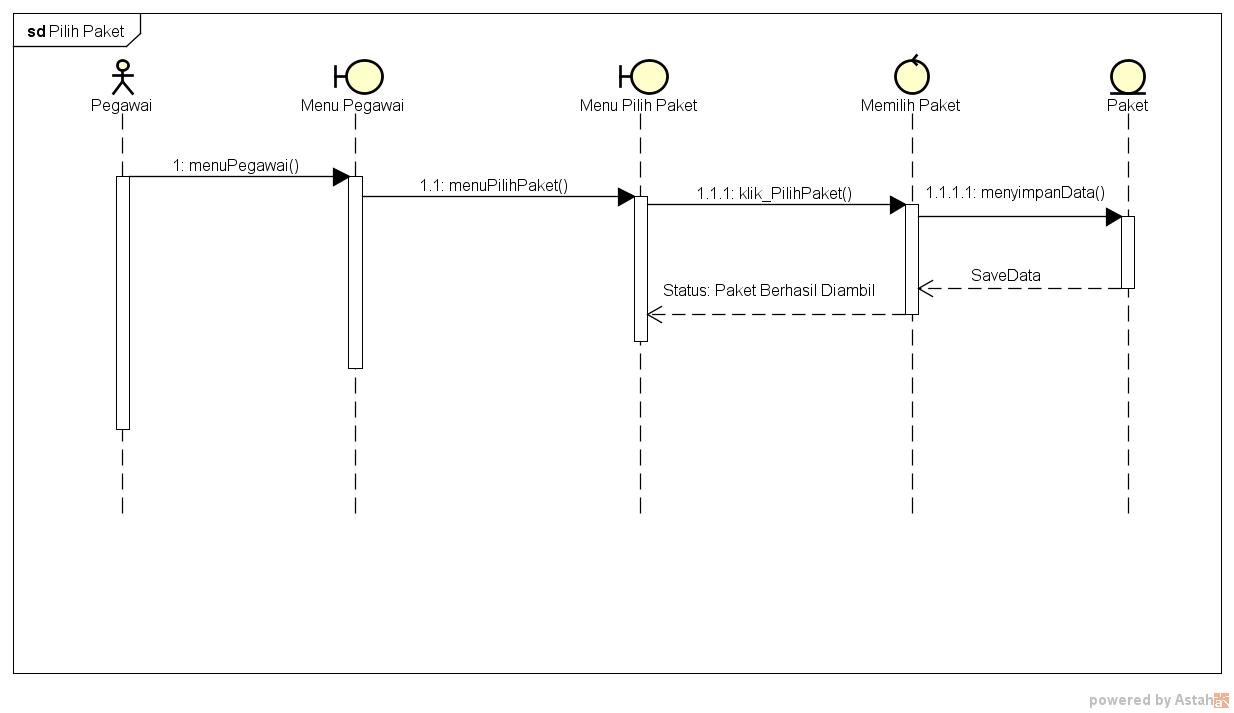 sd Pilih Paket
Pegawai
Menu Pegawai
Menu Pilih Paket
Memilih Paket
Paket
1: menuPegawai()
1.1: menuPilihPaket()
1.1.1: klik_PilihPaket()
1.1.1.1: menyimpanData()
SaveData
Status: Paket Berhasil Diambil
powered by Astah